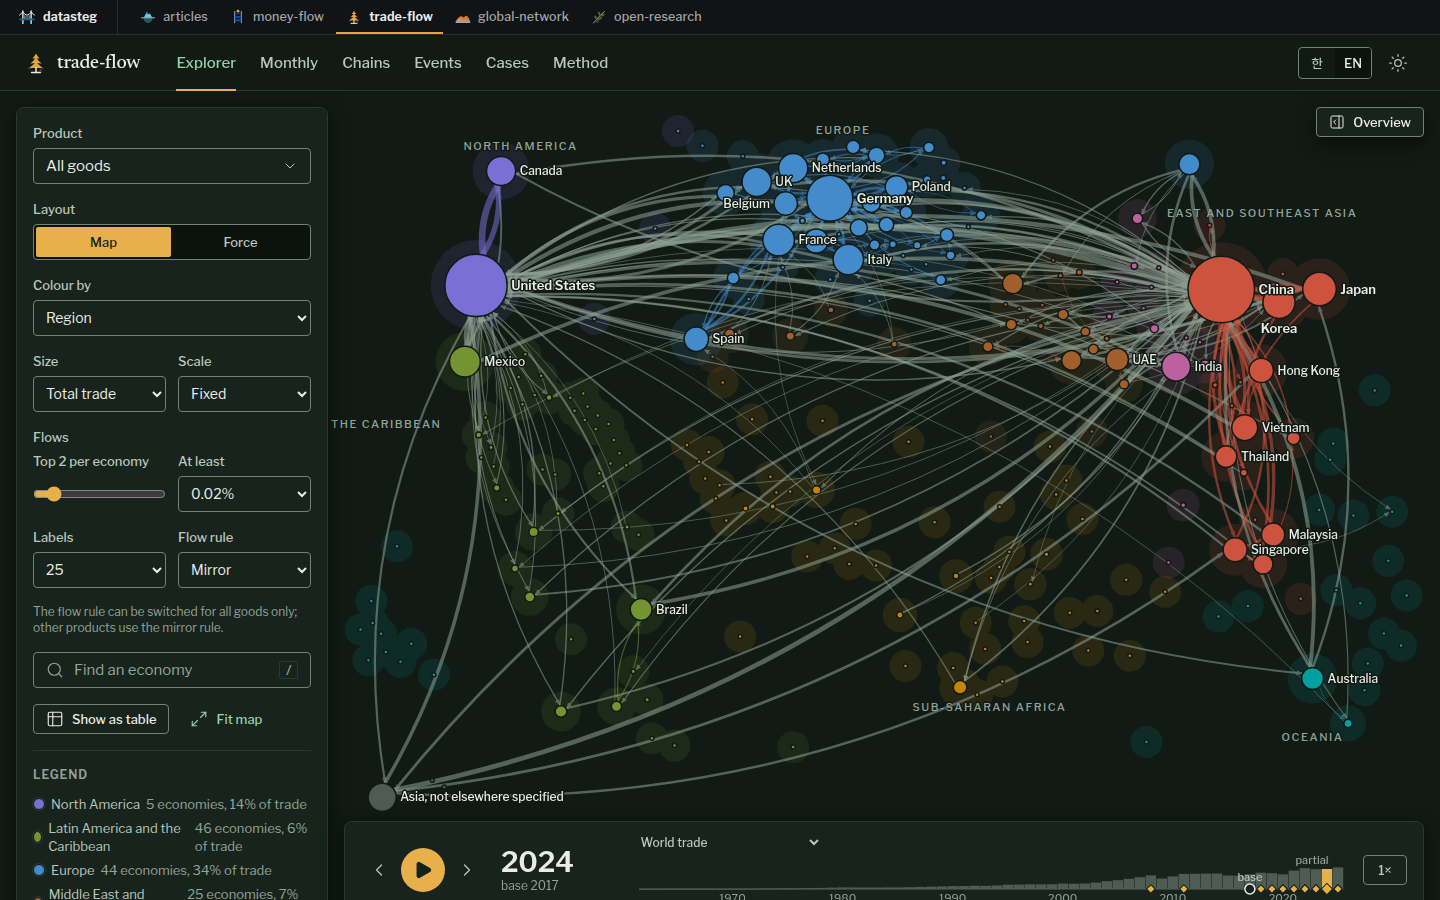 datasteg
articles
money-flow
trade-flow
global-network
open-research
trade-flow
Explorer
Monthly
Chains
Events
Cases
Method
한
EN
Product
All goods
Layout
Map
Force
Colour by
Region
Size
Scale
Total trade
Fixed
Flows
Top 2 per economy
At least
0.02%
Labels
Flow rule
25
Mirror
The flow rule can be switched for all goods only;
other products use the mirror rule.
Find an economy
/
Show as table
Fit map
LEGEND
North America 5 economies, 14% of trade
Latin America and the
Caribbean
46 economies, 6%
of trade
Europe 44 economies, 34% of trade
Middle East and
25 economies, 7%
Overview
NORTH AMERICA
EUROPE
EAST AND SOUTHEAST ASIA
THE CARIBBEAN
SUB-SAHARAN AFRICA
OCEANIA
Canada
United States
Mexico
Netherlands
UK
Belgium
Germany
Poland
France
Italy
Spain
China
Japan
Korea
UAE
India
Hong Kong
Vietnam
Thailand
Malaysia
Singapore
Brazil
Australia
Asia, not elsewhere specified
2024
base 2017
World trade
partial
base
1970
1980
1990
2000
2010
2020
1×